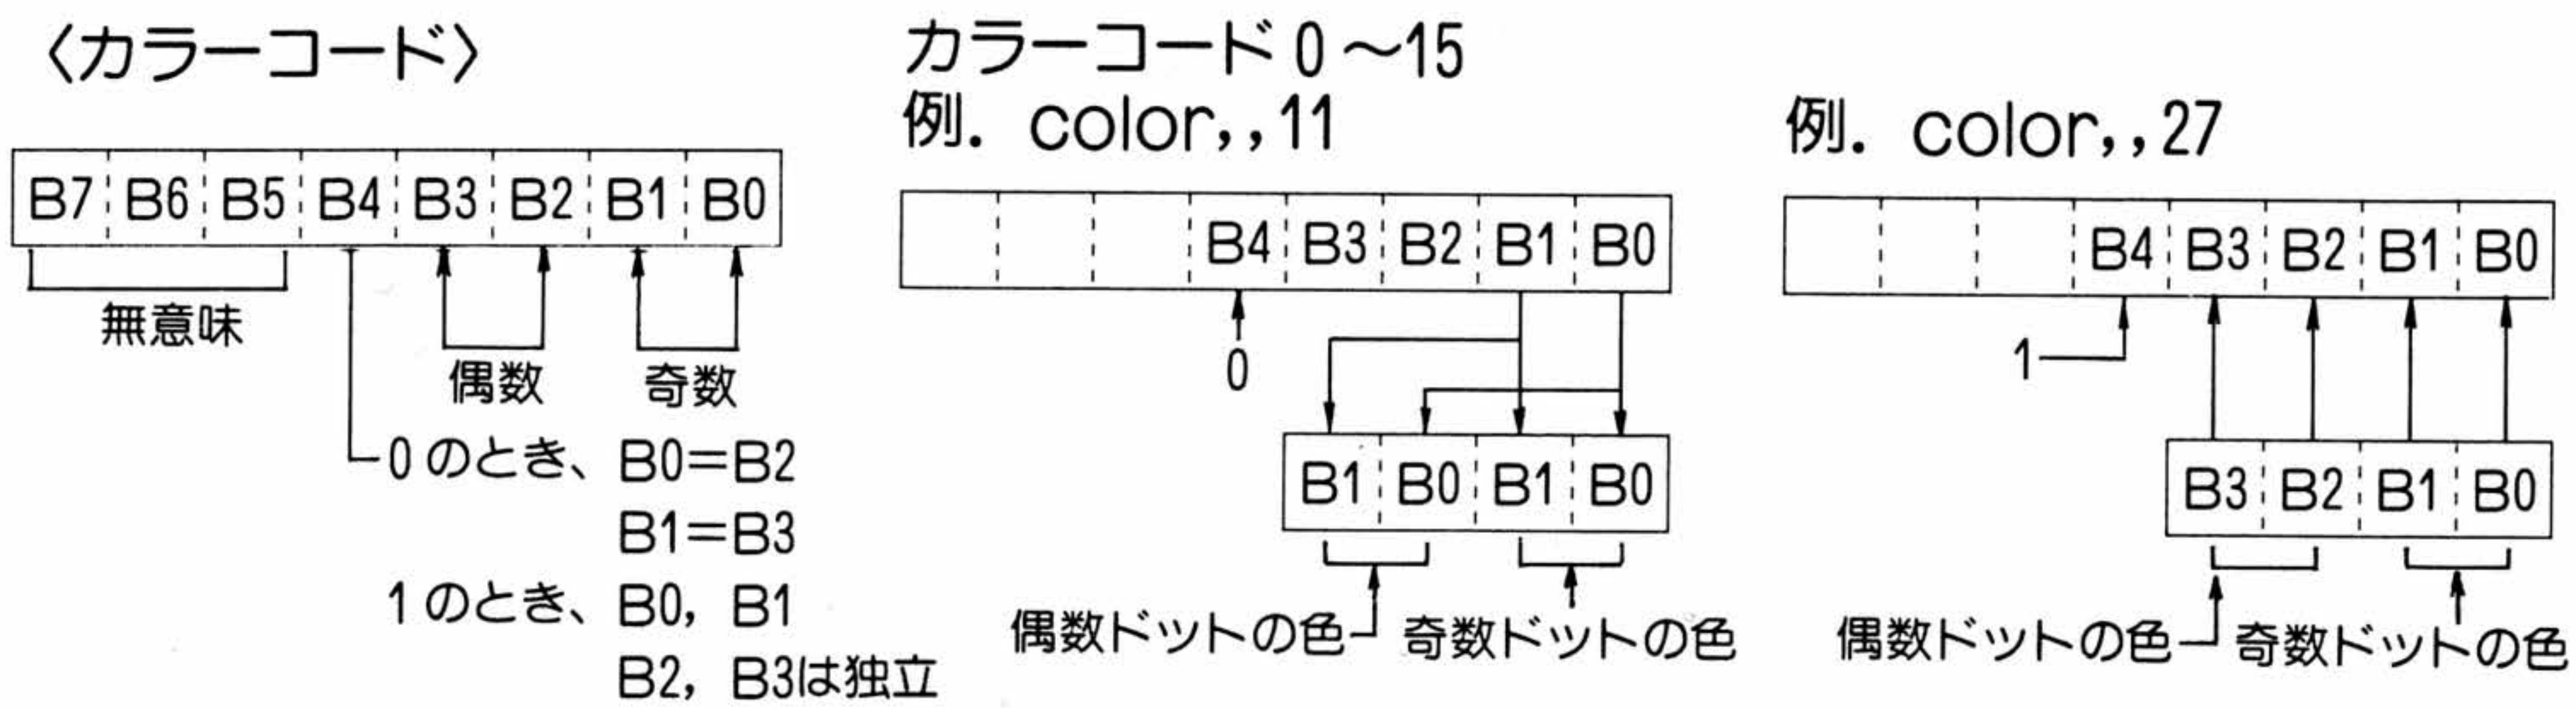 〈カラーコード〉
B7 B6 B5 B4 B3 B2 B1 B0
無意味
偶数 奇数
0のとき、B0=B2
B1=B3
1のとき、B0, B1
B2, B3は独立
カラーコード0～15
例. color,,11
B4 B3 B2 B1 B0
0
B1 B0 B1 B0
偶数ドットの色 奇数ドットの色
例. color,,27
B4 B3 B2 B1 B0
1
B3 B2 B1 B0
偶数ドットの色 奇数ドットの色